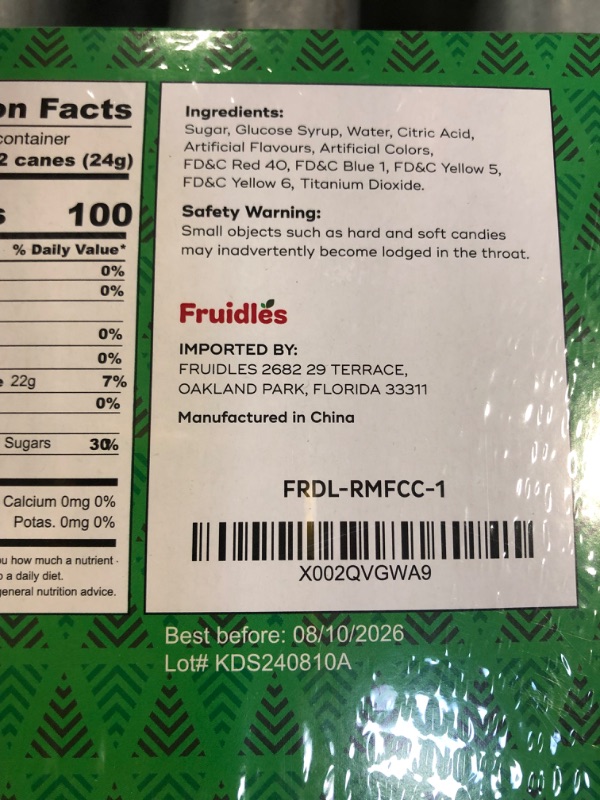 on Facts
container
2 canes (24g)
s 100
% Daily Value*
0%
0%
0%
0%
e 22g 7%
0%
Sugars 30%
Calcium 0mg 0%
Potas. 0mg 0%
u how much a nutrient
a daily diet.
general nutrition advice.
Ingredients:
Sugar, Glucose Syrup, Water, Citric Acid,
Artificial Flavours, Artificial Colors,
FD&C Red 40, FD&C Blue 1, FD&C Yellow 5,
FD&C Yellow 6, Titanium Dioxide.
Safety Warning:
Small objects such as hard and soft candies
may inadvertently become lodged in the throat.
Fruidles
IMPORTED BY:
FRUIDLES 2682 29 TERRACE,
OAKLAND PARK, FLORIDA 33311
Manufactured in China
FRDL-RMFCC-1
X002QVGWA9
Best before: 08/10/2026
Lot# KDS240810A